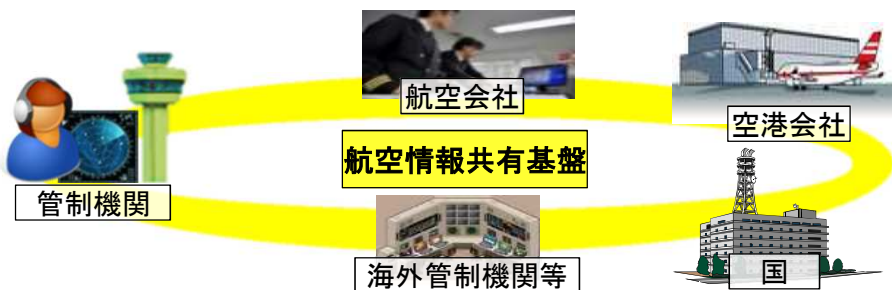 航空会社
空港会社
航空情報共有基盤
管制機関
海外管制機関等
国